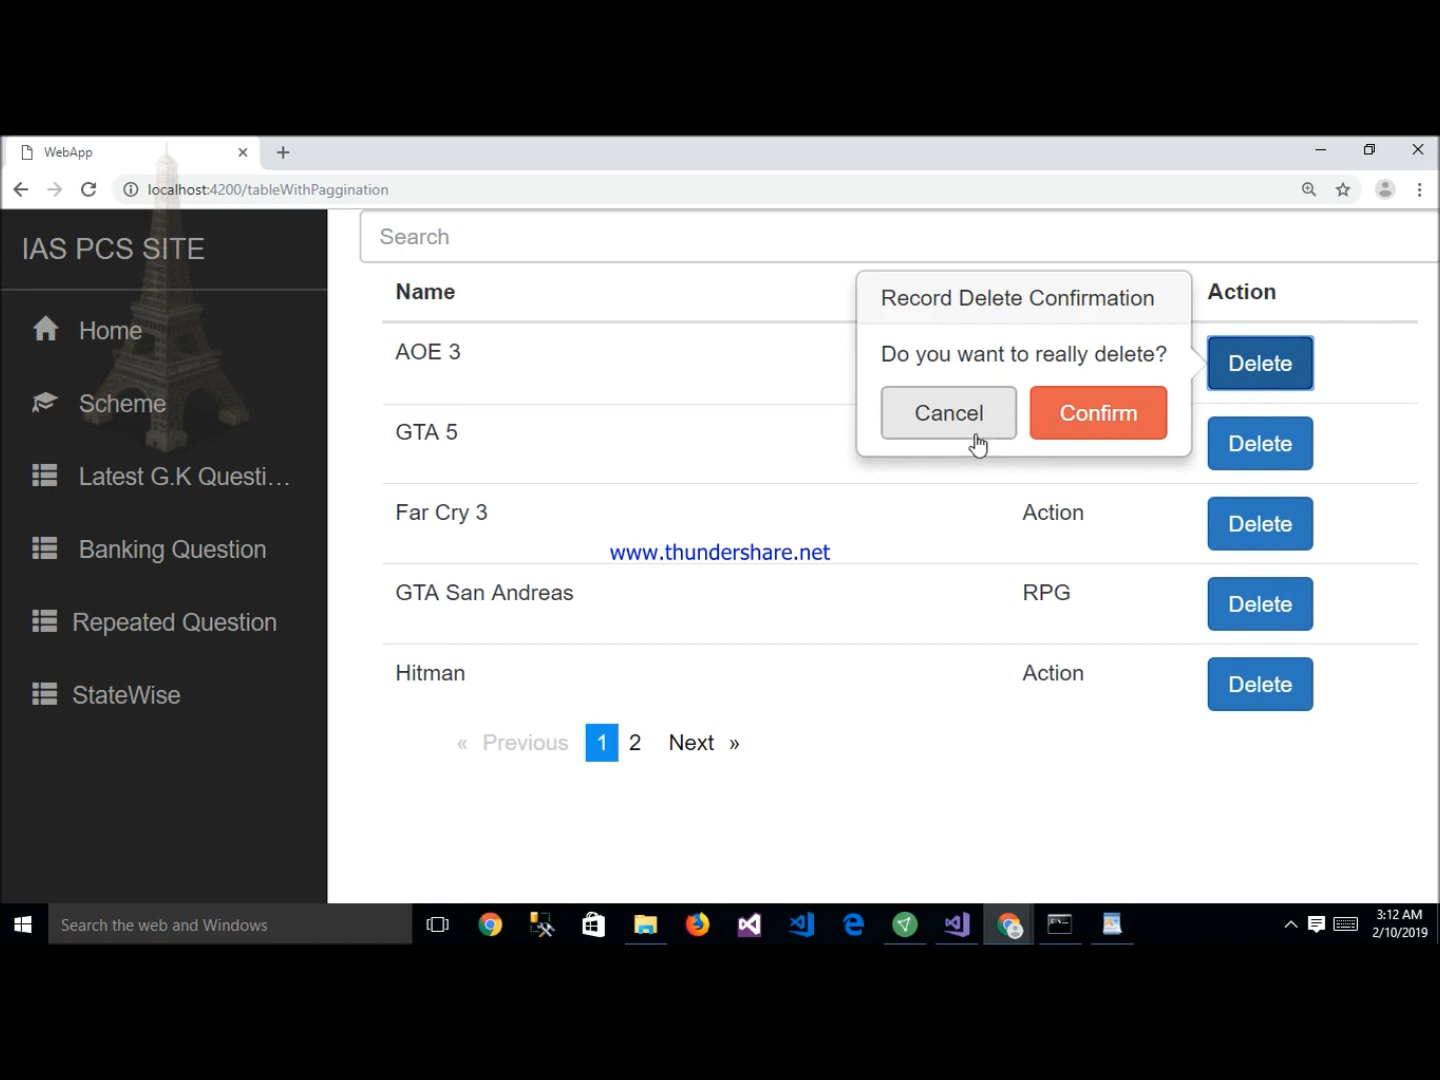 WebApp
localhost:4200/tableWithPaggination
IAS PCS SITE
Home
Scheme
Latest G.K Questi...
Banking Question
Repeated Question
StateWise
Search
Name
Action
Record Delete Confirmation
Do you want to really delete?
Cancel
Confirm
AOE 3
Delete
GTA 5
Delete
Far Cry 3
Action
Delete
www.thundershare.net
GTA San Andreas
RPG
Delete
Hitman
Action
Delete
« Previous 1 2 Next »
Search the web and Windows
3:12 AM
2/10/2019